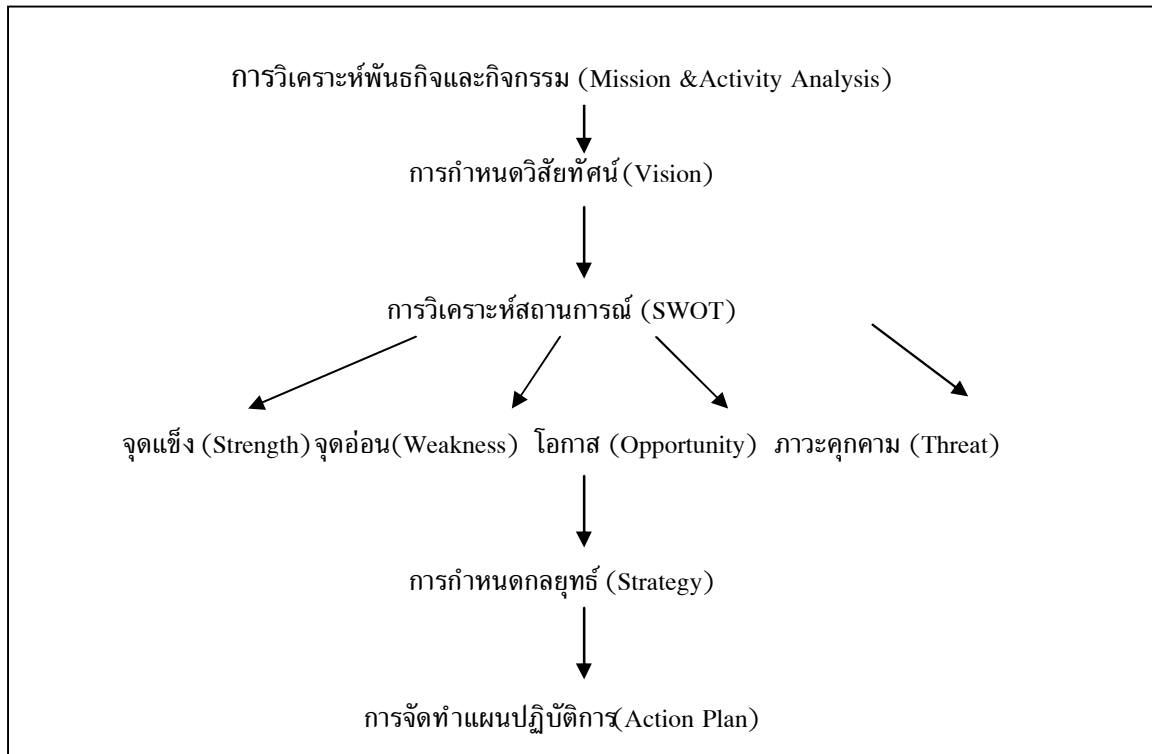 การวิเคราะห์พันธกิจและกิจกรรม (Mission &Activity Analysis)
การกำหนดวิสัยทัศน์ (Vision)
การวิเคราะห์สถานการณ์ (SWOT)
จุดแข็ง (Strength) จุดอ่อน(Weakness) โอกาส (Opportunity) ภาวะคุกคาม (Threat)
การกำหนดกลยุทธ์ (Strategy)
การจัดทำแผนปฏิบัติการ(Action Plan)